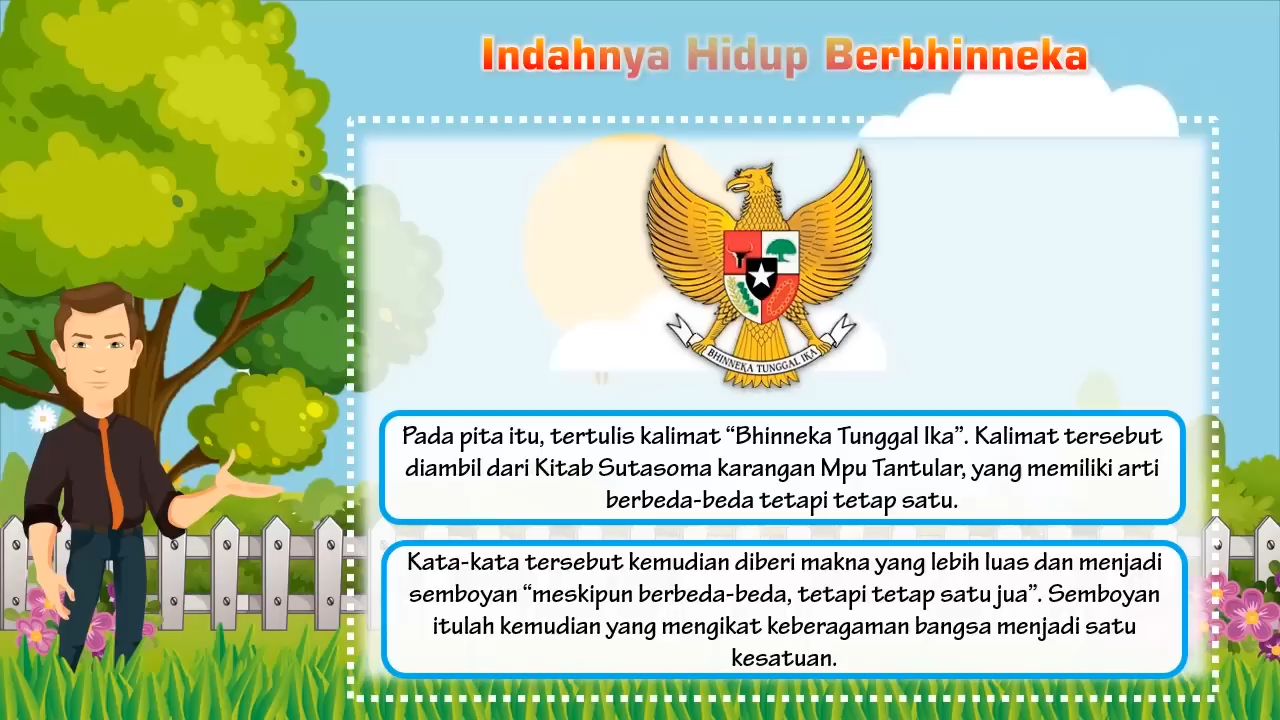 Indahnya Hidup Berbhinneka
BHINNEKA TUNGGAL IKA
Pada pita itu, tertulis kalimat “Bhinneka Tunggal Ika”. Kalimat tersebut
diambil dari Kitab Sutasoma karangan Mpu Tantular, yang memiliki arti
berbeda-beda tetapi tetap satu.
Kata-kata tersebut kemudian diberi makna yang lebih luas dan menjadi
semboyan “meskipun berbeda-beda, tetapi tetap satu jua”. Semboyan
itulah kemudian yang mengikat keberagaman bangsa menjadi satu
kesatuan.